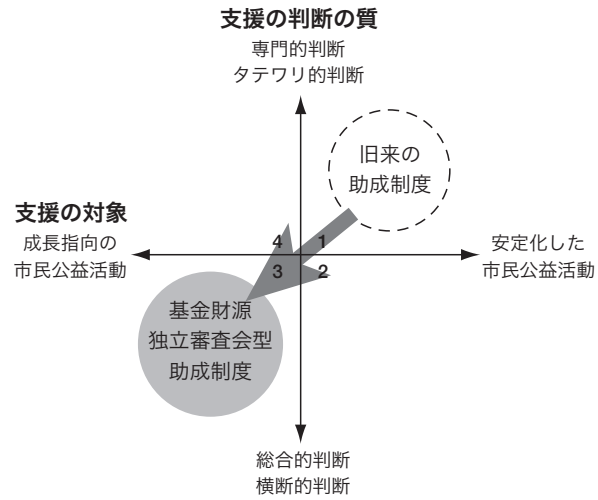 支援の判断の質
専門的判断
タテワリ的判断
旧来の
助成制度
支援の対象
成長指向の
市民公益活動
4 1
3 2
安定化した
市民公益活動
基金財源
独立審査会型
助成制度
総合的判断
横断的判断